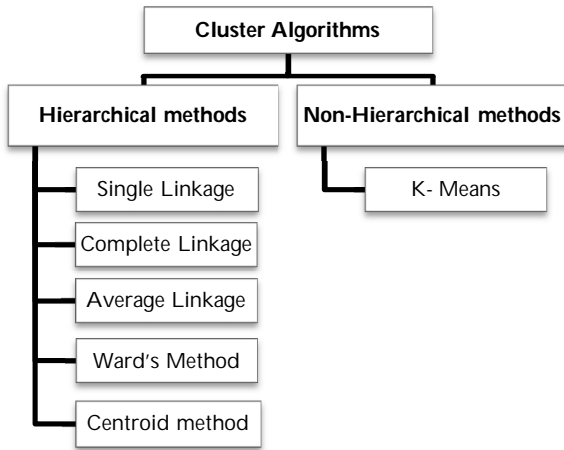 Cluster Algorithms
Hierarchical methods
Non-Hierarchical methods
Single Linkage
Complete Linkage
Average Linkage
Ward's Method
Centroid method
K- Means